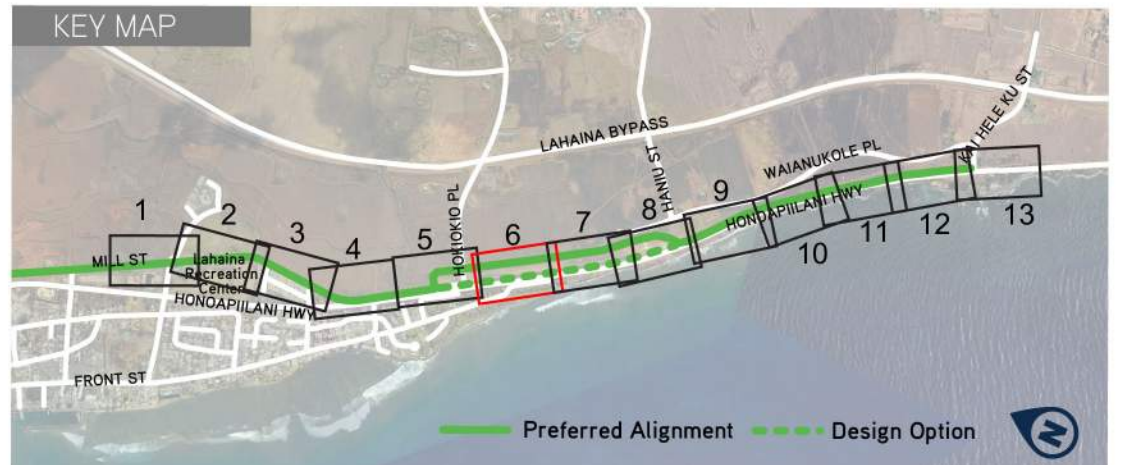 KEY MAP
LAHAINA BYPASS
KAI HELE KU ST
HANIU ST
WAIANUKOLE PL
HOKIOKIO PL
1
2
3
4
5
6
7
8
9
10
11
12
13
MILL ST
Lahaina
Recreation
Center
HONOAPIILANI HWY
HONOAPIILANI HWY
FRONT ST
Preferred Alignment
Design Option
N